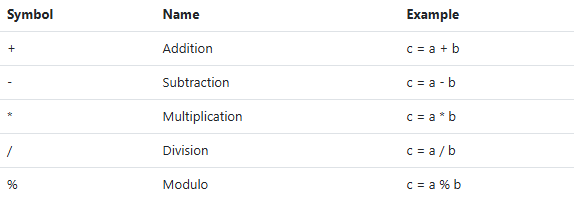 Symbol Name Example
+ Addition c = a + b
- Subtraction c = a - b
* Multiplication c = a * b
/ Division c = a / b
% Modulo c = a % b